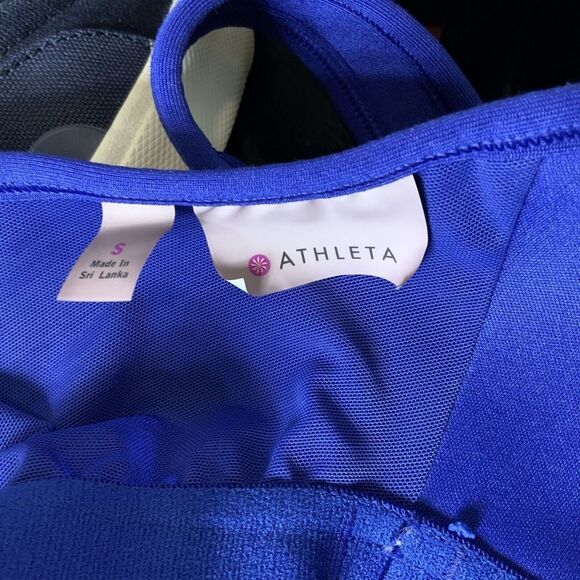 S
Made In
Sri Lanka
ATHLETA